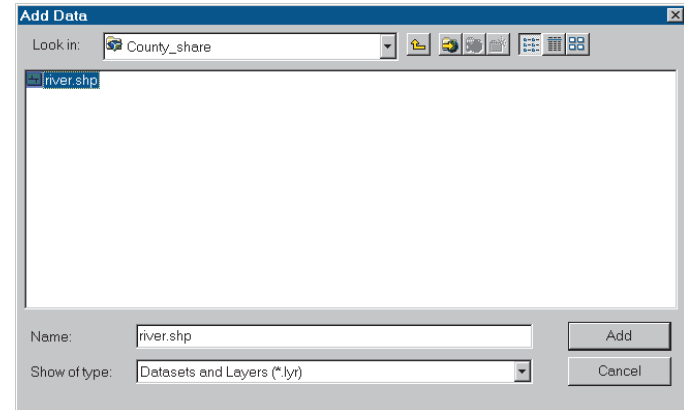 Add Data
Look in: County_share
river.shp
Name: river.shp Add
Show of type: Datasets and Layers (*.lyr) Cancel